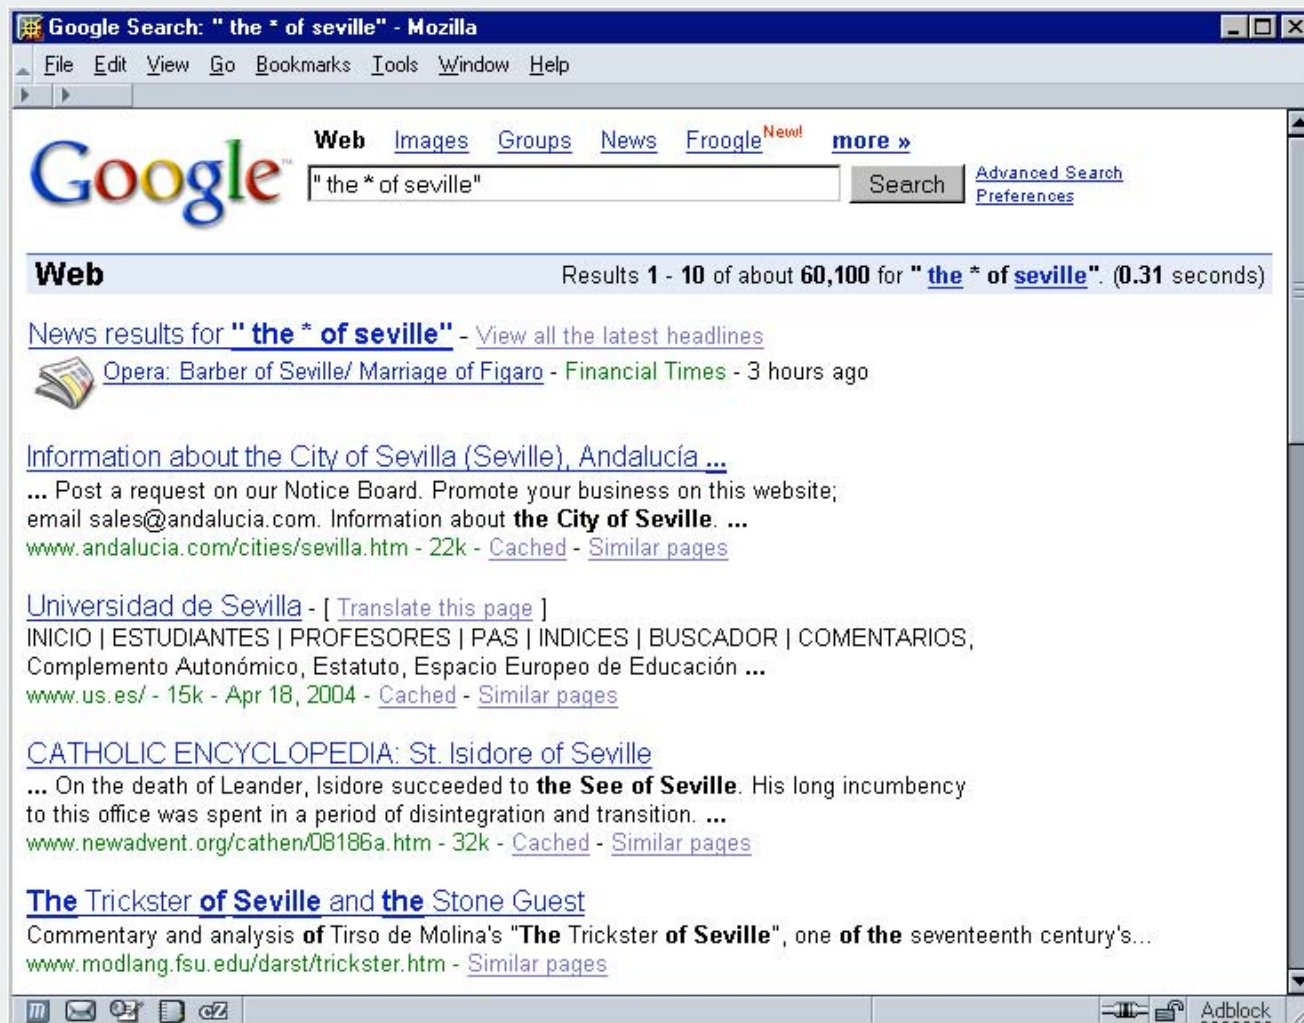 Google Search: " the * of seville" - Mozilla
File Edit View Go Bookmarks Tools Window Help
Google™
Web Images Groups News Froogle New! more »
" the * of seville" Search Advanced Search
Preferences
Web Results 1 - 10 of about 60,100 for " the * of seville". (0.31 seconds)
News results for " the * of seville" - View all the latest headlines
Opera: Barber of Seville/ Marriage of Figaro - Financial Times - 3 hours ago
Information about the City of Sevilla (Seville), Andalucía ...
... Post a request on our Notice Board. Promote your business on this website;
email sales@andalucia.com. Information about the City of Seville. ...
www.andalucia.com/cities/sevilla.htm - 22k - Cached - Similar pages
Universidad de Sevilla - [ Translate this page ]
INICIO | ESTUDIANTES | PROFESORES | PAS | INDICES | BUSCADOR | COMENTARIOS,
Complemento Autonómico, Estatuto, Espacio Europeo de Educación ...
www.us.es/ - 15k - Apr 18, 2004 - Cached - Similar pages
CATHOLIC ENCYCLOPEDIA: St. Isidore of Seville
... On the death of Leander, Isidore succeeded to the See of Seville. His long incumbency
to this office was spent in a period of disintegration and transition. ...
www.newadvent.org/cathen/08186a.htm - 32k - Cached - Similar pages
The Trickster of Seville and the Stone Guest
Commentary and analysis of Tirso de Molina's "The Trickster of Seville", one of the seventeenth century's...
www.modlang.fsu.edu/darst/trickster.htm - Similar pages
m cZ Adblock